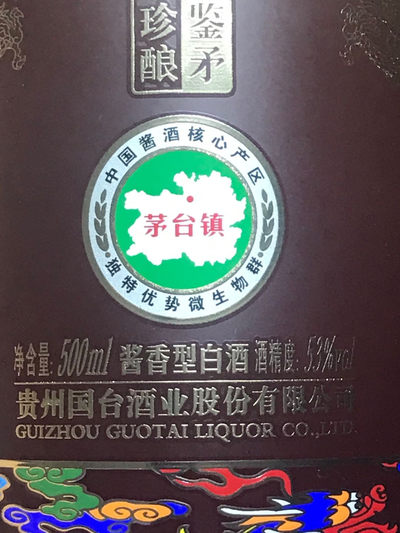 鉴矛
珍酿
中国酱酒核心产区
茅台镇
独特优势微生物群
净含量: 500ml 酱香型白酒 酒精度: 53%vol
贵州国台酒业股份有限公司
GUIZHOU GUOTAI LIQUOR CO.,LTD.